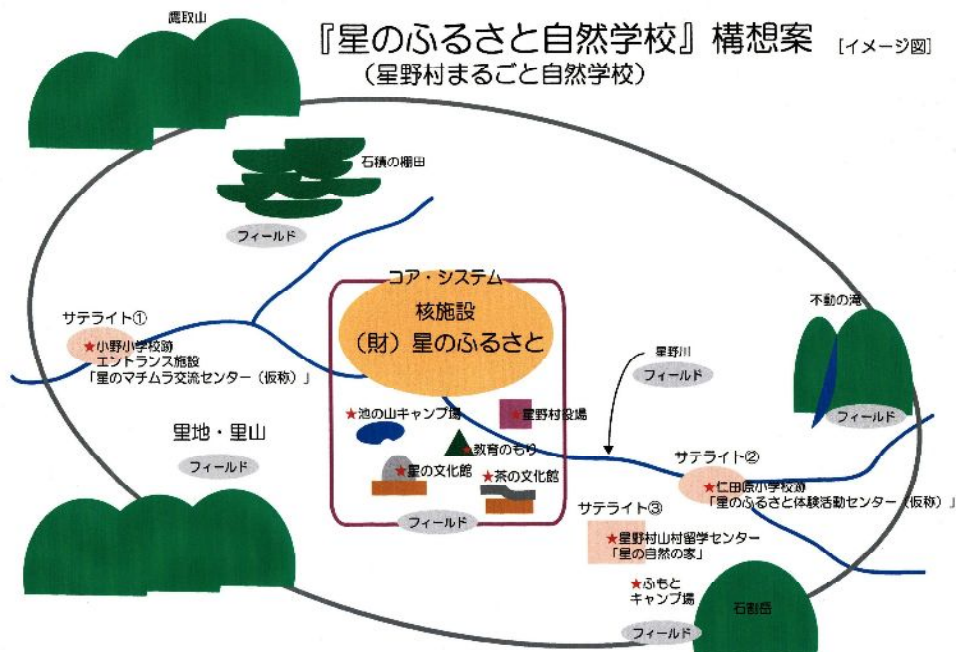 鷹取山
『星のふるさと自然学校』構想案 [イメージ図]
(星野村まるごと自然学校)
石積の棚田
フィールド
コア・システム
核施設
(財)星のふるさと
サテライト①
★小野小学校跡
エントランス施設
「星のマチムラ交流センター(仮称)」
不動の滝
フィールド
星野川
フィールド
里地・里山
フィールド
★池の山キャンプ場
★星野村役場
★教育のもり
★星の文化館
★茶の文化館
フィールド
サテライト②
★仁田原小学校跡
「星のふるさと体験活動センター(仮称)」
サテライト③
★星野村山村留学センター
「星の自然の家」
★ふもと
キャンプ場
フィールド
石割岳